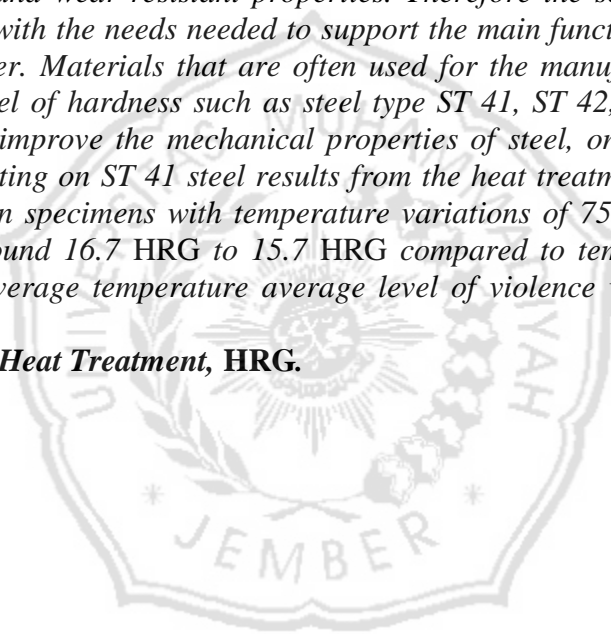 and wear resistant properties. Therefore the s
with the needs needed to support the main funct
er. Materials that are often used for the manuf
el of hardness such as steel type ST 41, ST 42,
improve the mechanical properties of steel, or
ting on ST 41 steel results from the heat treatm
n specimens with temperature variations of 75
ound 16.7 HRG to 15.7 HRG compared to ten
verage temperature average level of violence
Heat Treatment, HRG.
UNIVERSITAS MUHAMMADIYAH
JEMBER